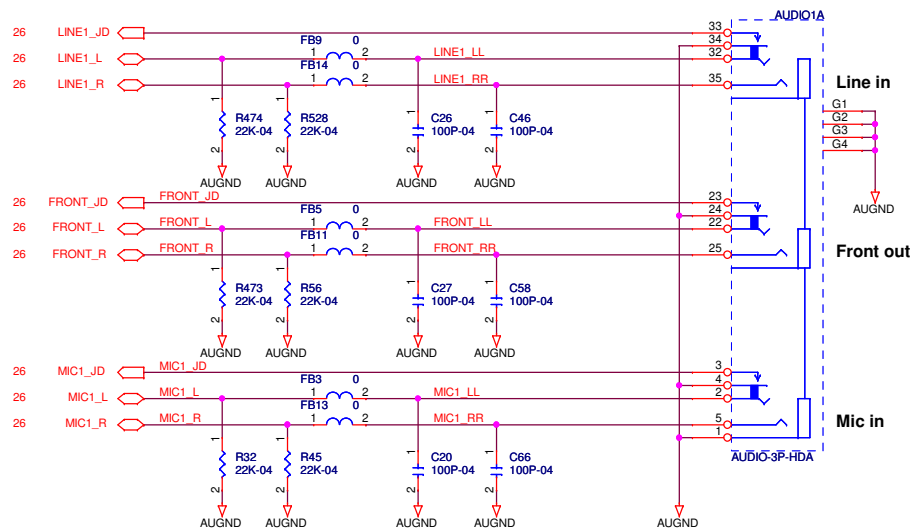 AUDIO1A
26 LINE1_JD 33
34
26 LINE1_L FB9 0 1 2 LINE1_LL 32
26 LINE1_R FB14 0 1 2 LINE1_RR 35 Line in
1 R474 22K-04 2 AUGND
1 R528 22K-04 2 AUGND
1 C26 100P-04 2 AUGND
1 C46 100P-04 2 AUGND
G1
G2
G3
G4
AUGND
26 FRONT_JD FRONT_JD 23
24
26 FRONT_L FRONT_L FB5 0 1 2 FRONT_LL 22
26 FRONT_R FRONT_R FB11 0 1 2 FRONT_RR 25 Front out
1 R473 22K-04 2 AUGND
1 R56 22K-04 2 AUGND
1 C27 100P-04 2 AUGND
1 C58 100P-04 2 AUGND
26 MIC1_JD MIC1_JD 3
4
26 MIC1_L MIC1_L FB3 0 1 2 MIC1_LL 2
26 MIC1_R MIC1_R FB13 0 1 2 MIC1_RR 5 Mic in
1
AUDIO-3P-HDA
1 R32 22K-04 2 AUGND
1 R45 22K-04 2 AUGND
1 C20 100P-04 2 AUGND
1 C66 100P-04 2 AUGND
AUGND